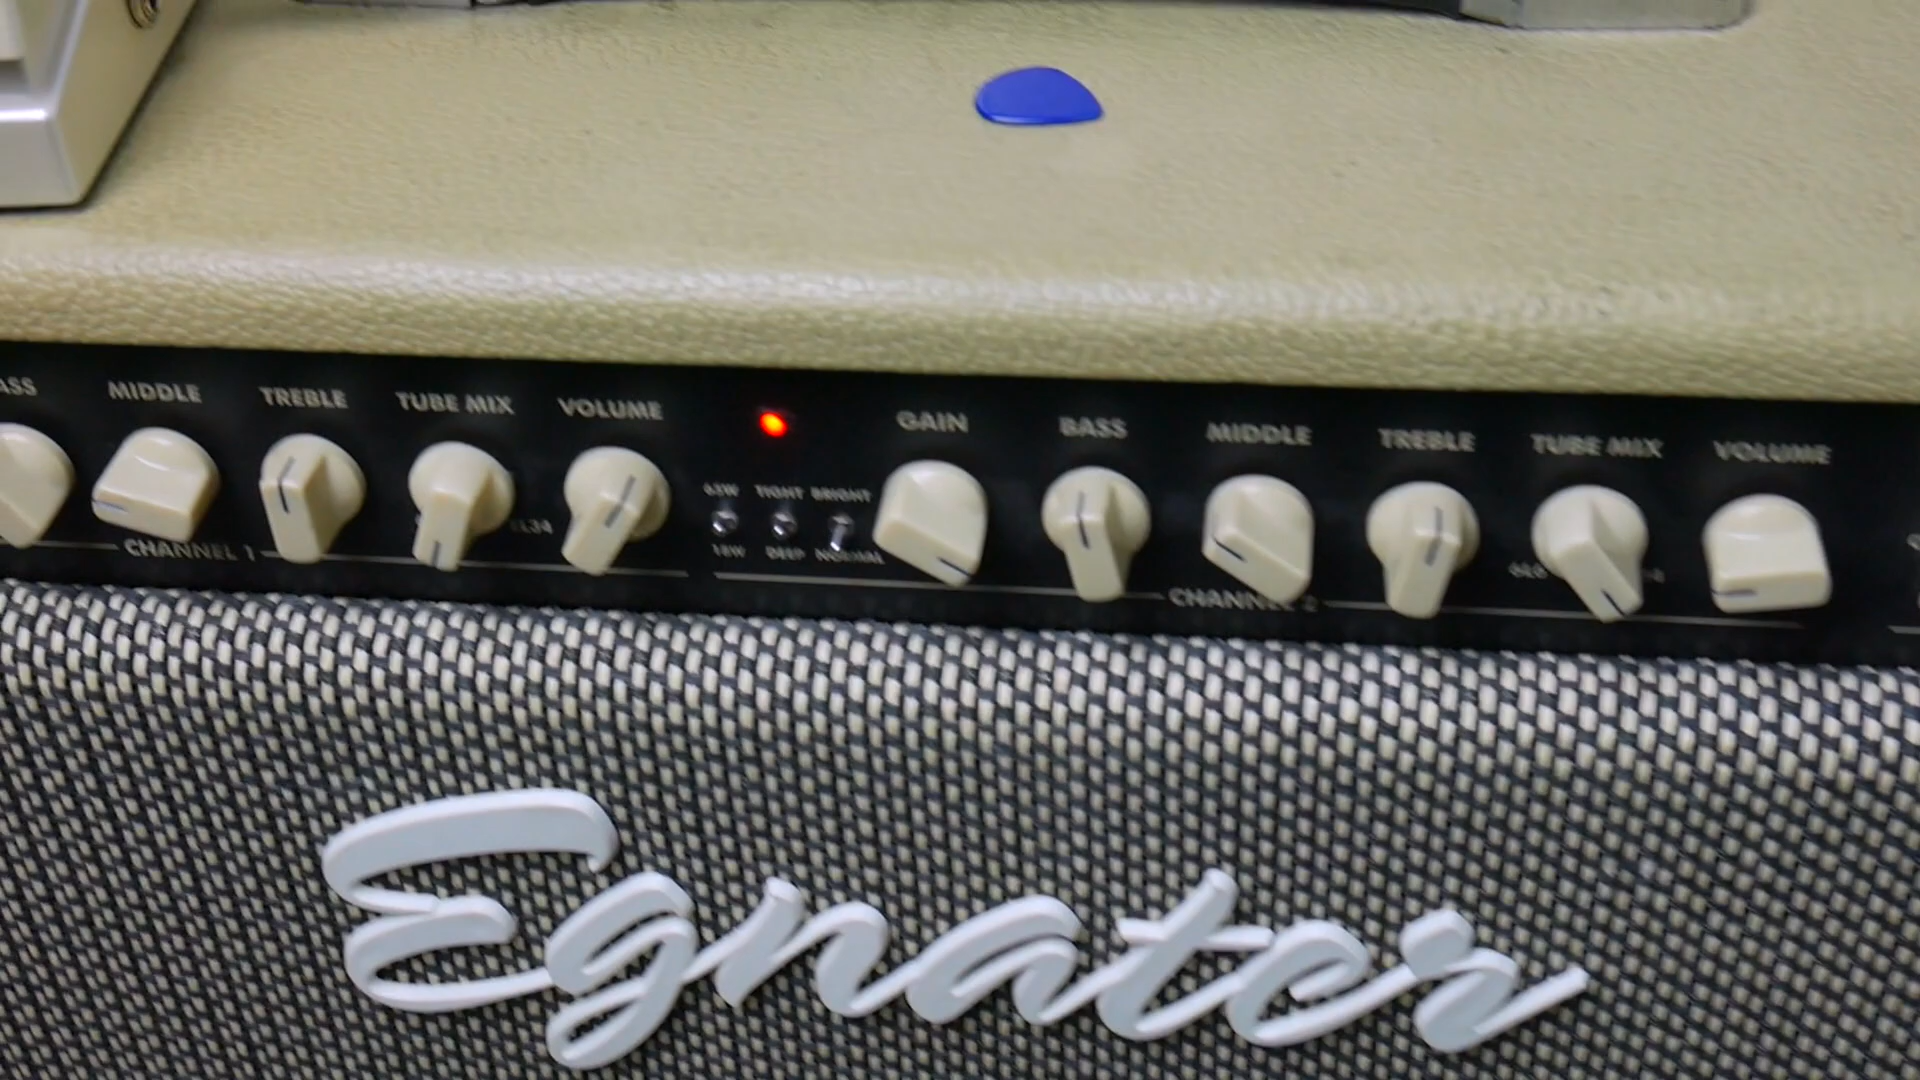 MIDDLE TREBLE TUBE MIX VOLUME GAIN BASS MIDDLE TREBLE TUBE MIX VOLUME
TIGHT BRIGHT
EL34
18W DEEP NORMAL
CHANNEL 1
CHANNEL 2
Egnater